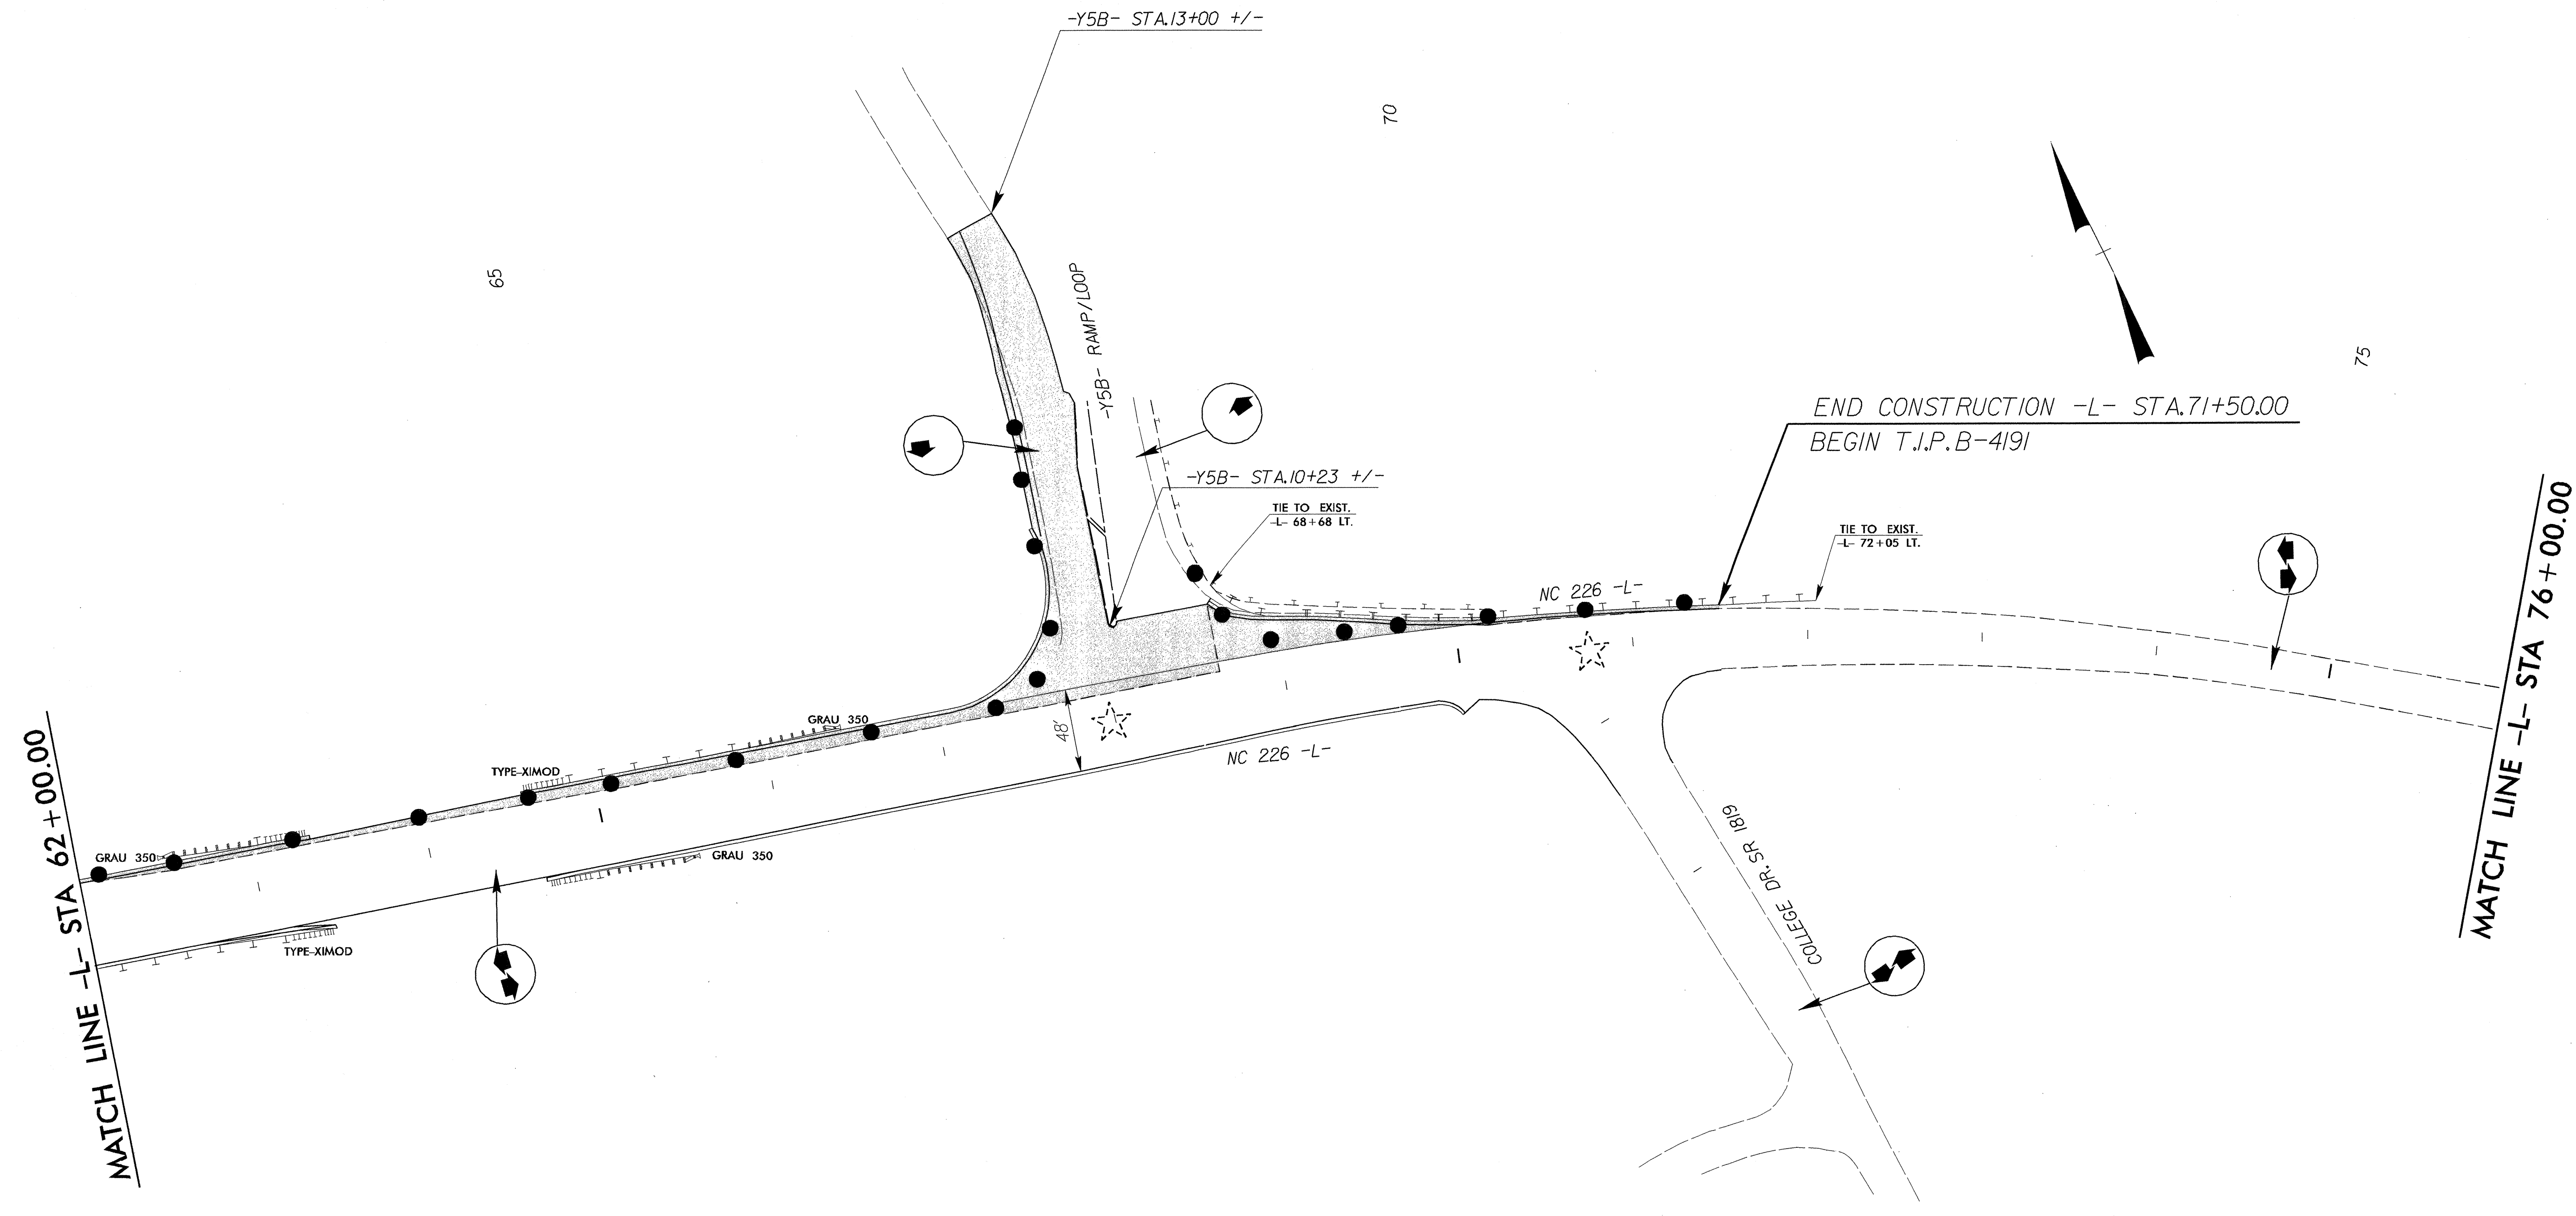 -Y5B- STA.13+00 +/-
70
65
-Y5B- RAMP/LOOP
75
END CONSTRUCTION -L- STA.71+50.00
BEGIN T.I.P. B-4191
-Y5B- STA.10+23 +/-
TIE TO EXIST.
-L- 68+68 LT.
TIE TO EXIST.
-L- 72+05 LT.
NC 226 -L-
MATCH LINE -L- STA 76+00.00
GRAU 350
48'
NC 226 -L-
TYPE-XIMOD
COLLEGE DR. SR 1819
GRAU 350
GRAU 350
TYPE-XIMOD
MATCH LINE -L- STA 62+00.00